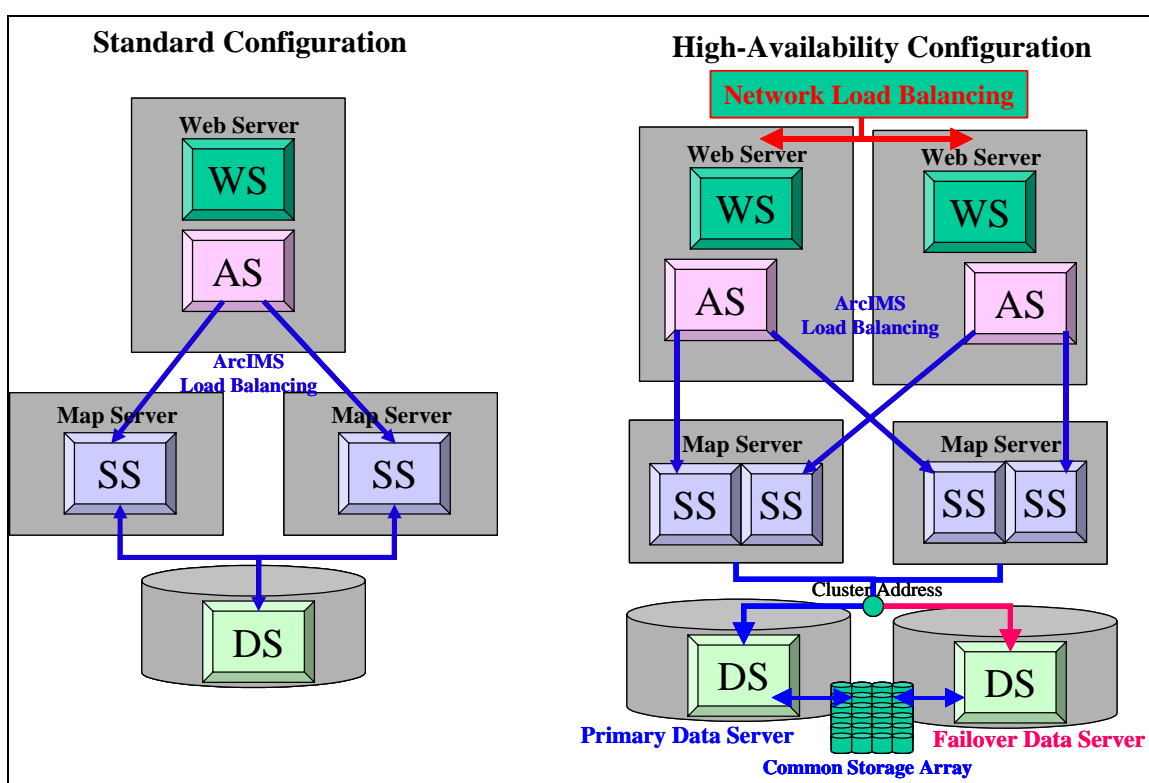 Standard Configuration
Web Server
WS
AS
ArcIMS
Load Balancing
Map Server
SS
Map Server
SS
DS
High-Availability Configuration
Network Load Balancing
Web Server
WS
AS
Web Server
WS
AS
ArcIMS
Load Balancing
Map Server
SS
SS
Map Server
SS
SS
Cluster Address
DS
DS
Primary Data Server
Failover Data Server
Common Storage Array